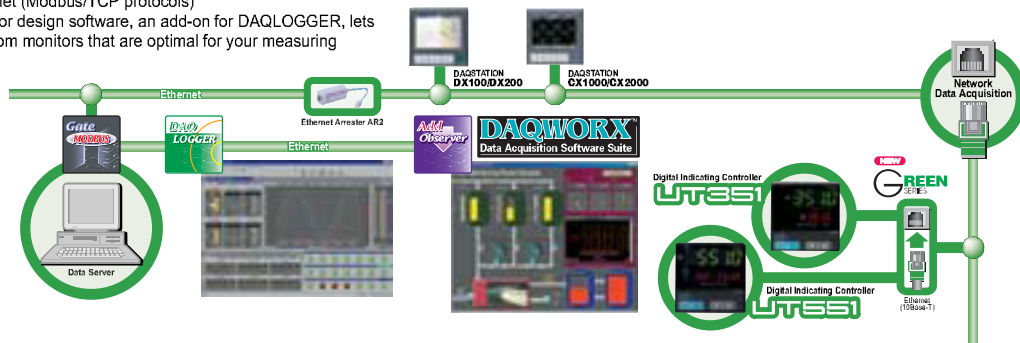 net (Modbus/TCP protocols)
or design software, an add-on for DAQLOGGER, lets
om monitors that are optimal for your measuring
DAQSTATION
DX100/DX200
DAQSTATION
CX1000/CX2000
Network
Data Acquisition
Ethernet
Ethernet Arrester AR2
Gate
MODBUS
DAQ
LOGGER
Ethernet
Add
Observer
DAQWORX™
Data Acquisition Software Suite
NEW
GREEN
SERIES
Digital Indicating Controller
UT351
Data Server
Digital Indicating Controller
UT551
Ethernet
(10Base-T)